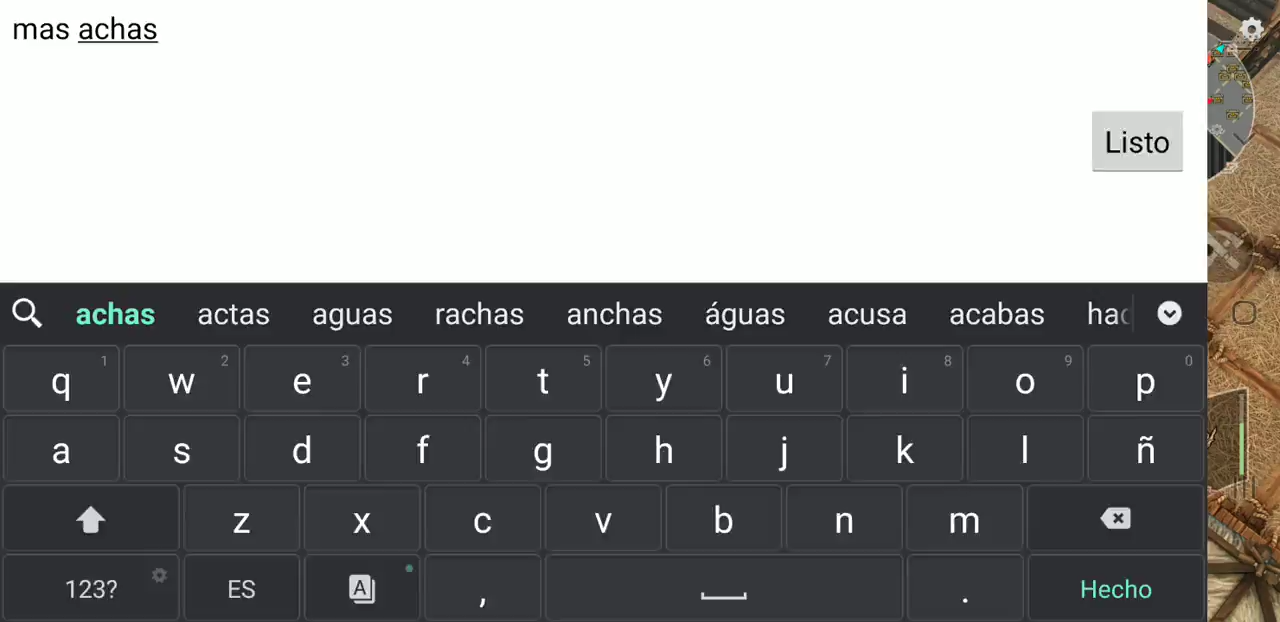 mas achas
Listo
achas actas aguas rachas anchas águas acusa acabas hac
q 1 w 2 e 3 r 4 t 5 y 6 u 7 i 8 o 9 p 0
a s d f g h j k l ñ
z x c v b n m
123? ES A , . Hecho